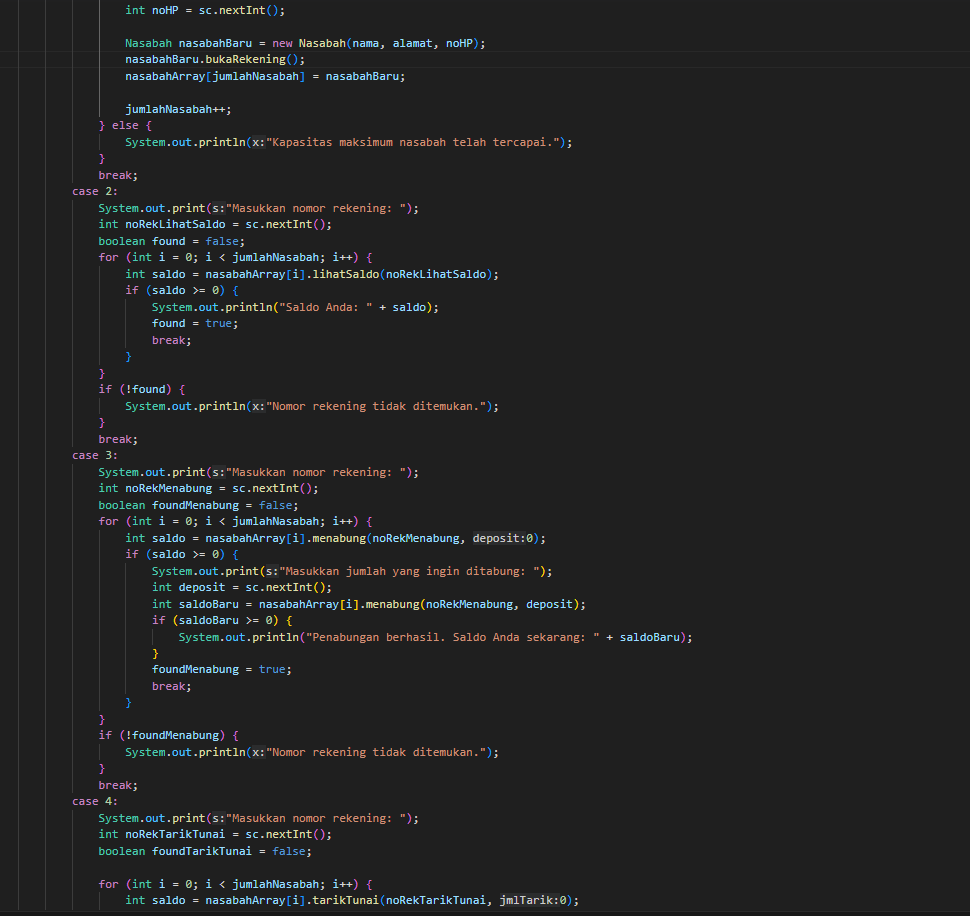 int noHP = sc.nextInt();
Nasabah nasabahBaru = new Nasabah(nama, alamat, noHP);
nasabahBaru.bukaRekening();
nasabahArray[jumlahNasabah] = nasabahBaru;
jumlahNasabah++;
} else {
System.out.println(x:"Kapasitas maksimum nasabah telah tercapai.");
}
break;
case 2:
System.out.print(s:"Masukkan nomor rekening: ");
int noRekLihatSaldo = sc.nextInt();
boolean found = false;
for (int i = 0; i < jumlahNasabah; i++) {
int saldo = nasabahArray[i].lihatSaldo(noRekLihatSaldo);
if (saldo >= 0) {
System.out.println("Saldo Anda: " + saldo);
found = true;
break;
}
}
if (!found) {
System.out.println(x:"Nomor rekening tidak ditemukan.");
}
break;
case 3:
System.out.print(s:"Masukkan nomor rekening: ");
int noRekMenabung = sc.nextInt();
boolean foundMenabung = false;
for (int i = 0; i < jumlahNasabah; i++) {
int saldo = nasabahArray[i].menabung(noRekMenabung, deposit:0);
if (saldo >= 0) {
System.out.print(s:"Masukkan jumlah yang ingin ditabung: ");
int deposit = sc.nextInt();
int saldoBaru = nasabahArray[i].menabung(noRekMenabung, deposit);
if (saldoBaru >= 0) {
System.out.println("Penabungan berhasil. Saldo Anda sekarang: " + saldoBaru);
}
foundMenabung = true;
break;
}
}
if (!foundMenabung) {
System.out.println(x:"Nomor rekening tidak ditemukan.");
}
break;
case 4:
System.out.print(s:"Masukkan nomor rekening: ");
int noRekTarikTunai = sc.nextInt();
boolean foundTarikTunai = false;
for (int i = 0; i < jumlahNasabah; i++) {
int saldo = nasabahArray[i].tarikTunai(noRekTarikTunai, jmlTarik:0);